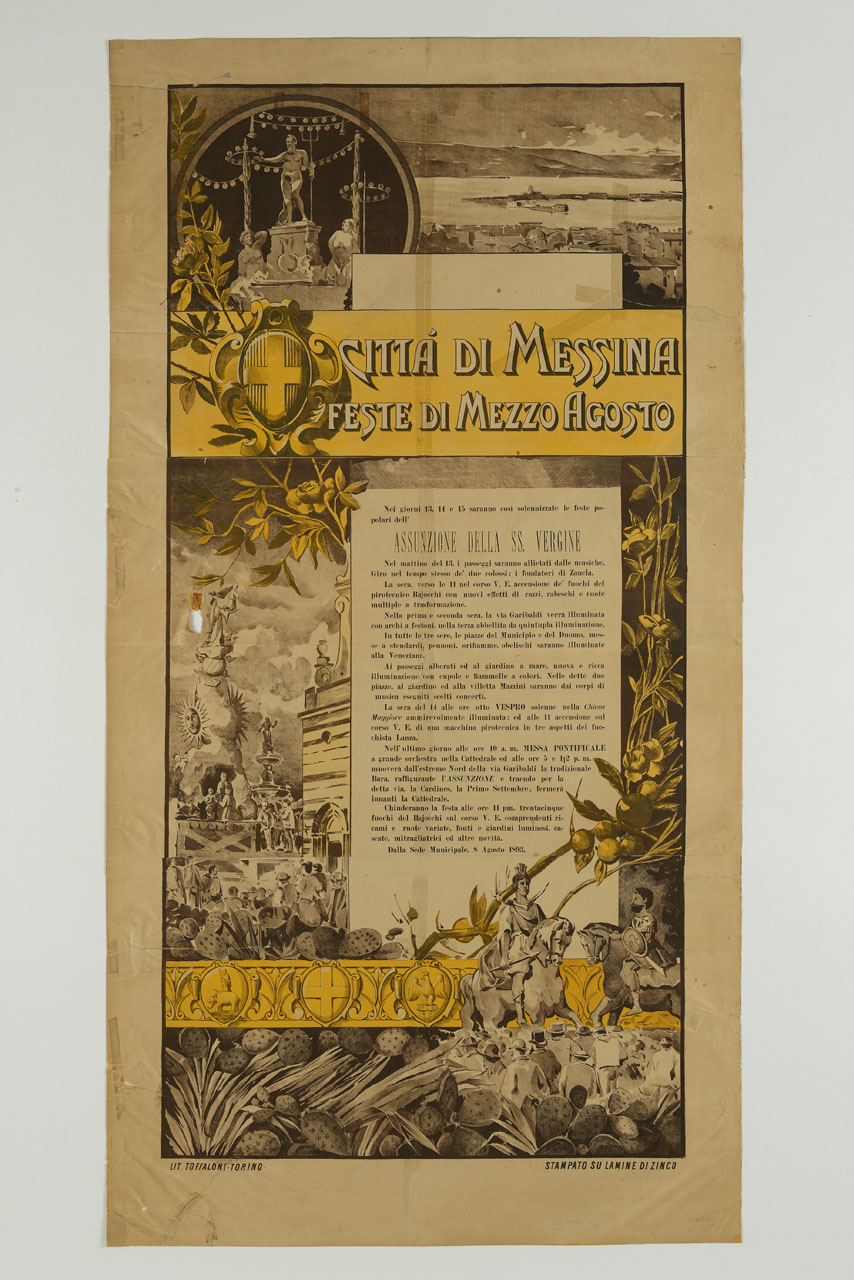 CITTÁ DI MESSINA
FESTE DI MEZZO AGOSTO
Nei giorni 13, 14 e 15 saranno così solennizzate le feste po-
polari dell'
ASSUNZIONE DELLA SS. VERGINE
Nel mattino del 13, i passeggi saranno allietati dalle musiche.
Giro nel tempo stesso de' due colossi: i fondatori di Zancla.
La sera, verso le 11 nel corso V. E. accensione de' fuochi del
pirotecnico Bajocchi con nuovi effetti di razzi, rabeschi e ruote
multiple a trasformazione.
Nella prima e seconda sera, la via Garibaldi verrà illuminata
con archi a festoni, nella terza abbellita da quintupla illuminazione.
In tutte le tre sere, le piazze del Municipio e del Duomo, mes-
se a stendardi, pennoni, orifiamme, obelischi saranno illuminate
alla Veneziana.
Ai passeggi alberati ed al giardino a mare, nuova e ricca
illuminazione con cupole e fiammelle a colori. Nelle dette due
piazze, al giardino ed alla villetta Mazzini saranno dai corpi di
musica eseguiti scelti concerti.
La sera del 14 alle ore otto VESPRO solenne nella Chiesa
Maggiore ammirevolmente illuminata; ed alle 11 accensione sul
corso V. E. di una macchina pirotecnica in tre aspetti del fuo-
chista Lanza.
Nell'ultimo giorno alle ore 10 a. m. MESSA PONTIFICALE
a grande orchestra nella Cattedrale ed alle ore 5 e 1¡2 p. m.
muoverà dall'estremo Nord della via Garibaldi la tradizionale
Bara, raffigurante l'ASSUNZIONE e traendo per la
detta via, la Cardines, la Primo Settembre, fermerà
innanti la Cattedrale.
Chiuderanno la festa alle ore 11 pm. trentacinque
fuochi del Bajocchi sul corso V. E. comprendenti ri-
cami e ruote variate, fonti e giardini luminosi, ca-
scate, mitragliatrici ed altre novità.
Dalla Sede Municipale, 8 Agosto 1893.
LIT. TOFFALONI-TORINO
STAMPATO SU LAMINE DI ZINCO